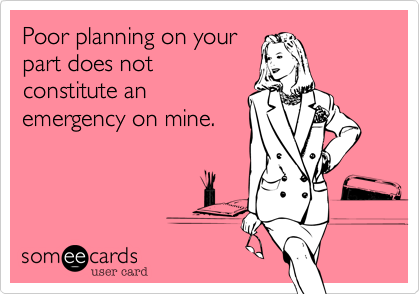 Poor planning on your
part does not
constitute an
emergency on mine.
someecards
user card